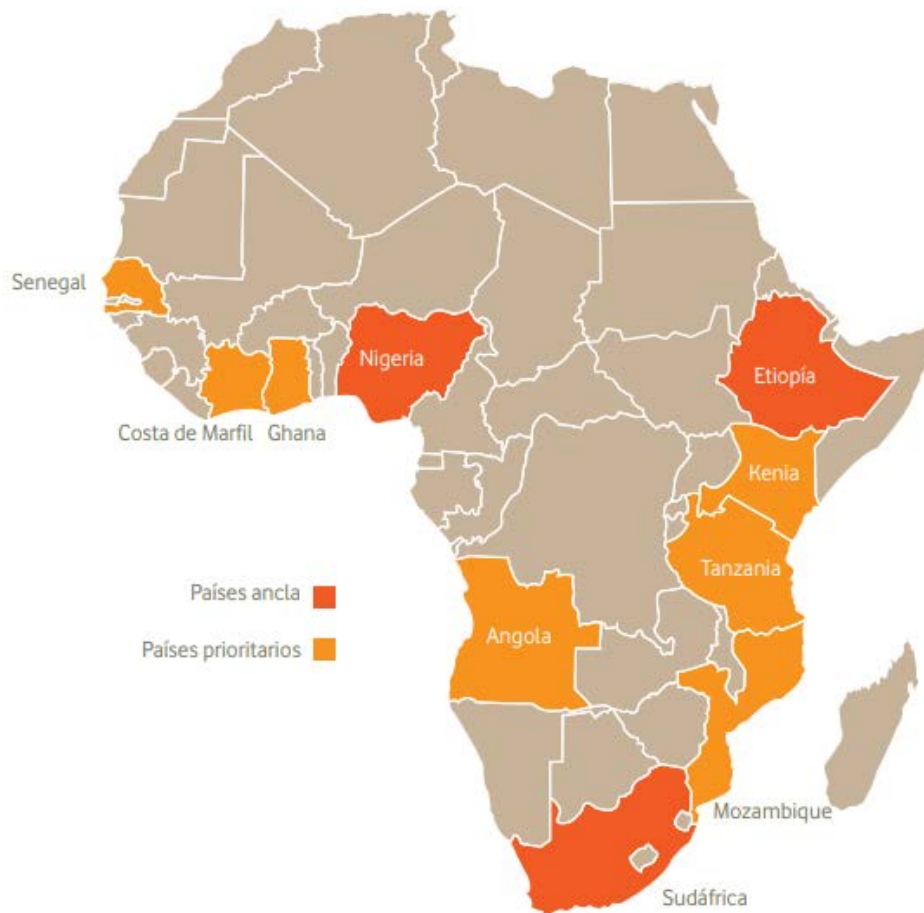 Senegal
Nigeria
Etiopía
Costa de Marfil
Ghana
Kenia
Tanzania
Países ancla
Países prioritarios
Angola
Mozambique
Sudáfrica